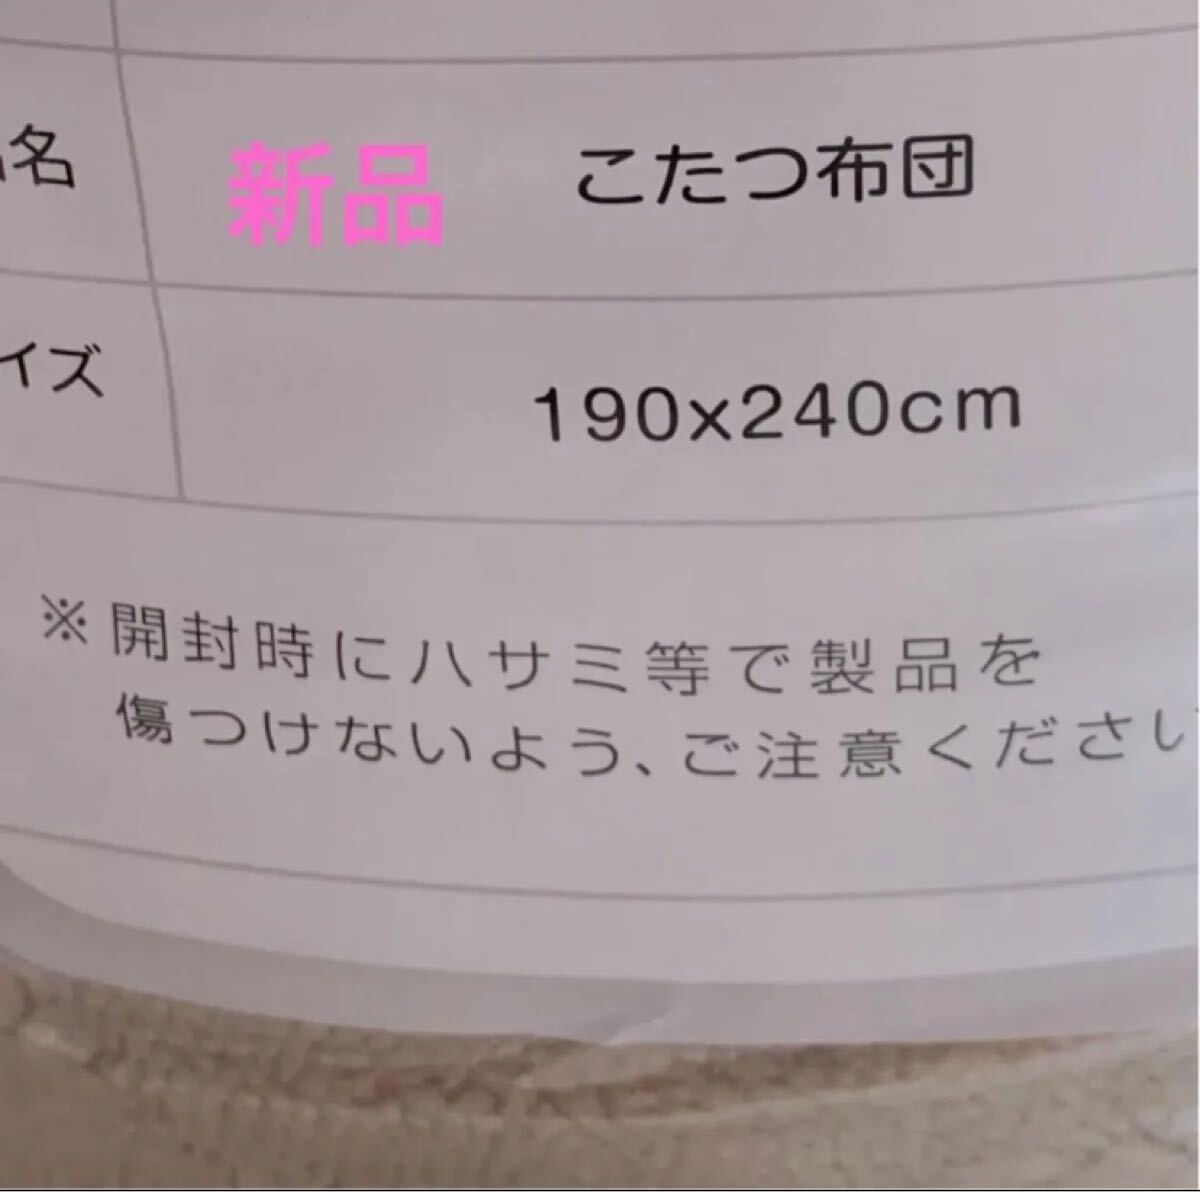 名 新品 こたつ布団
イズ 190x240cm
※開封時にハサミ等で製品を
傷つけないよう、ご注意ください